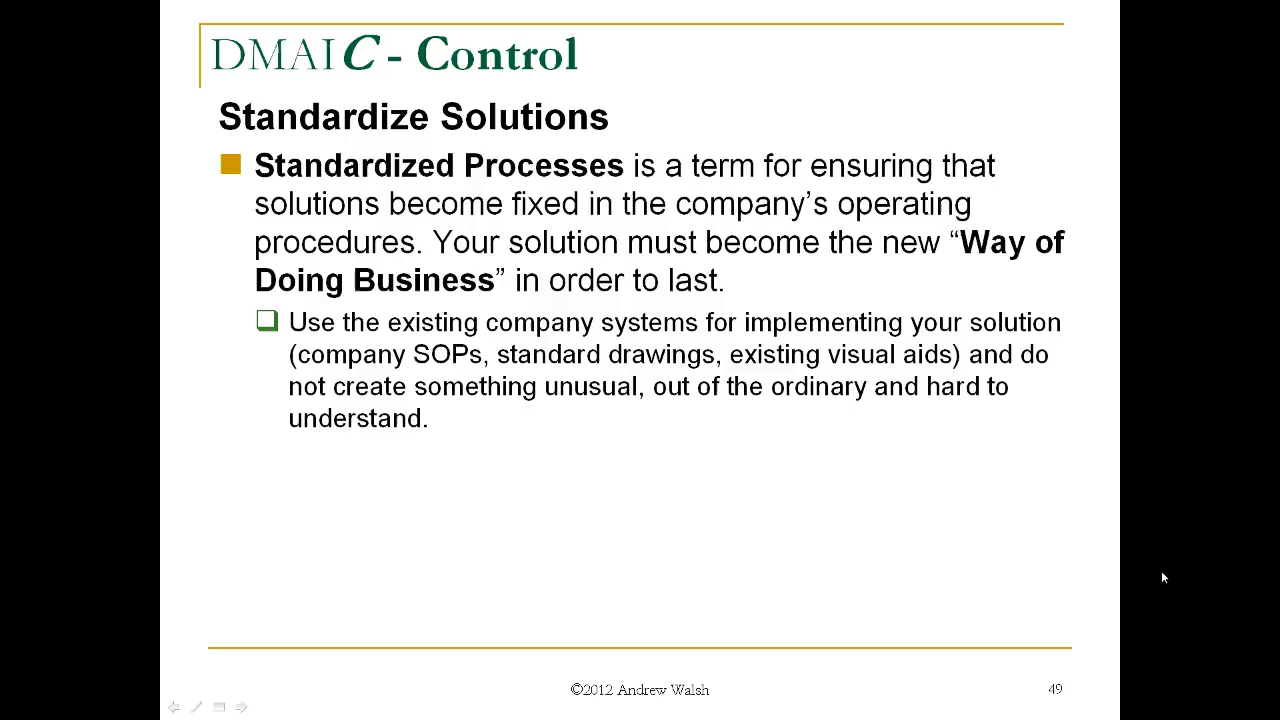 DMAIC - Control
Standardize Solutions
Standardized Processes is a term for ensuring that
solutions become fixed in the company’s operating
procedures. Your solution must become the new “Way of
Doing Business” in order to last.
Use the existing company systems for implementing your solution
(company SOPs, standard drawings, existing visual aids) and do
not create something unusual, out of the ordinary and hard to
understand.
©2012 Andrew Walsh
49